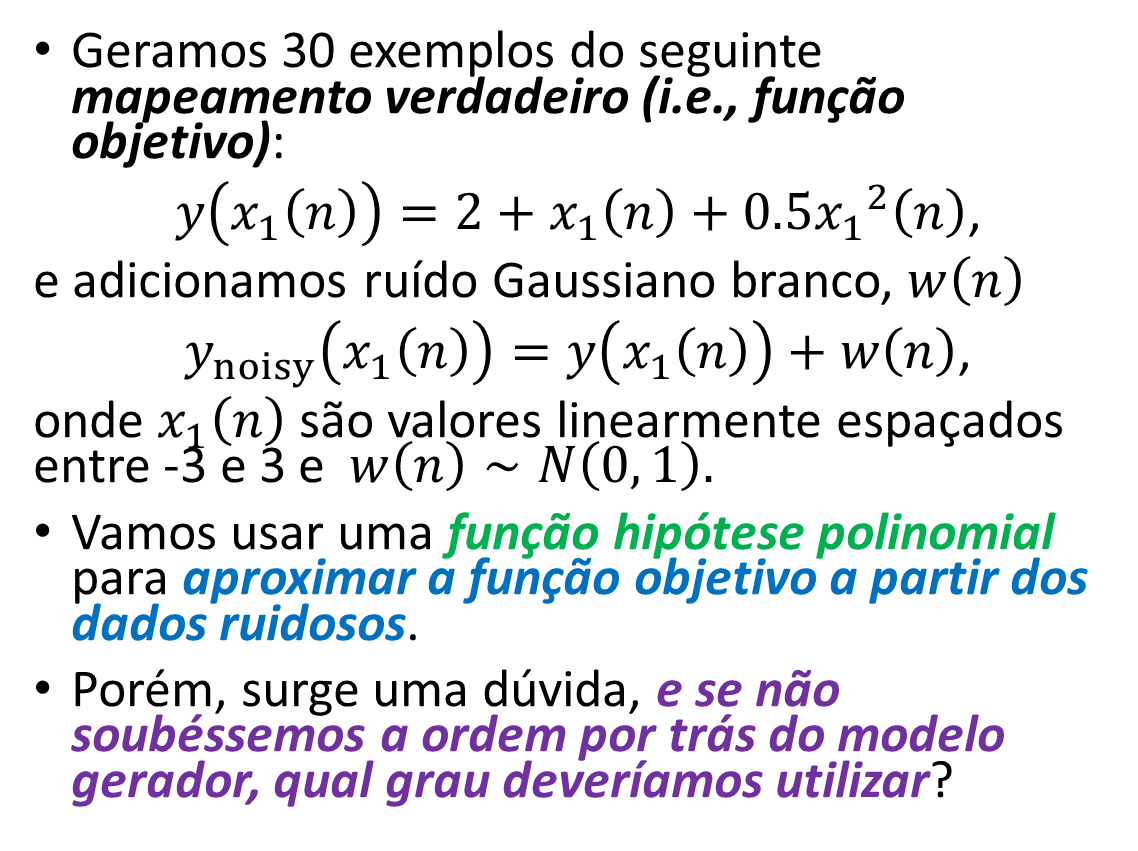 • Geramos 30 exemplos do seguinte
mapeamento verdadeiro (i.e., função
objetivo):
y(x₁(n)) = 2 + x₁(n) + 0.5x₁²(n),
e adicionamos ruído Gaussiano branco, w(n)
y_noisy(x₁(n)) = y(x₁(n)) + w(n),
onde x₁(n) são valores linearmente espaçados
entre -3 e 3 e w(n) ~ N(0, 1).
• Vamos usar uma função hipótese polinomial
para aproximar a função objetivo a partir dos
dados ruidosos.
• Porém, surge uma dúvida, e se não
soubéssemos a ordem por trás do modelo
gerador, qual grau deveríamos utilizar?